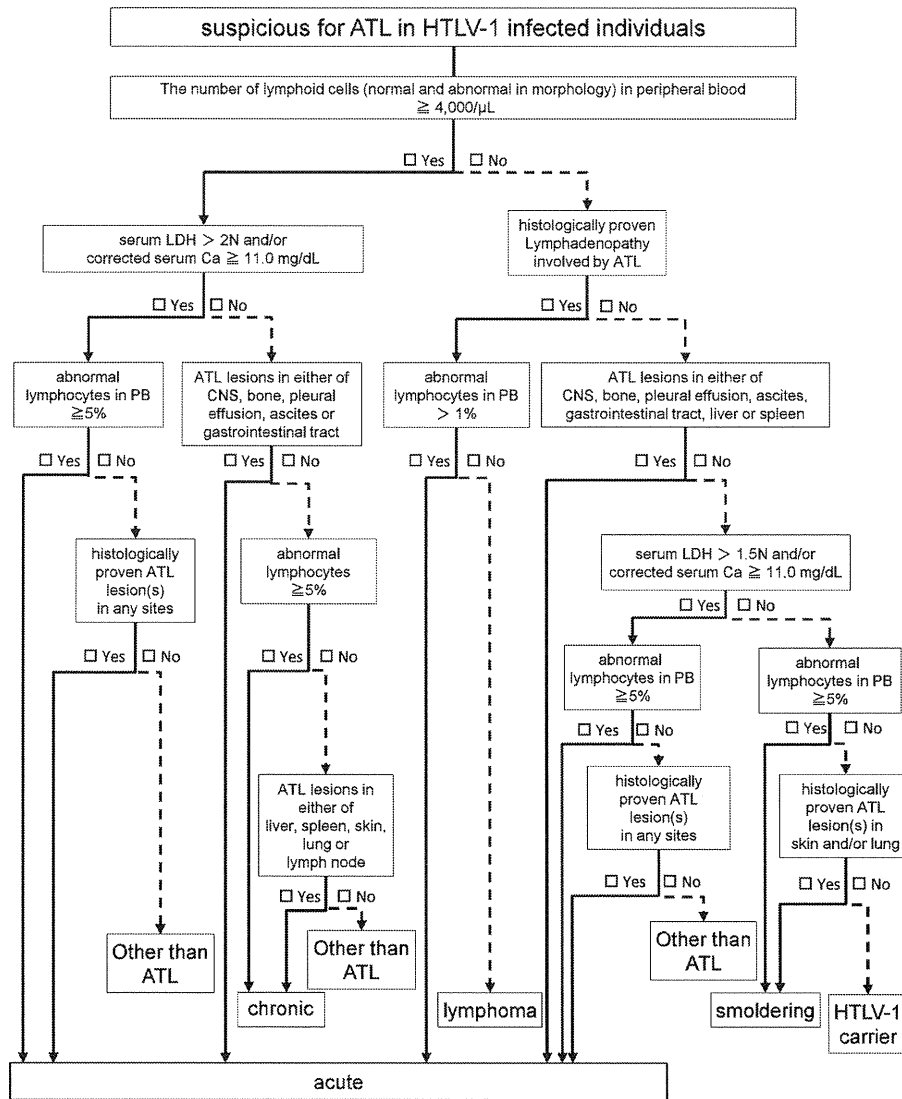 suspicious for ATL in HTLV-1 infected individuals
The number of lymphoid cells (normal and abnormal in morphology) in peripheral blood
≧ 4,000/μL
□ Yes □ No
serum LDH > 2N and/or
corrected serum Ca ≧ 11.0 mg/dL
histologically proven
Lymphadenopathy
involved by ATL
□ Yes □ No
□ Yes □ No
abnormal
lymphocytes in PB
≧5%
ATL lesions in either of
CNS, bone, pleural
effusion, ascites or
gastrointestinal tract
abnormal
lymphocytes in PB
> 1%
ATL lesions in either of
CNS, bone, pleural effusion, ascites,
gastrointestinal tract, liver or spleen
□ Yes □ No
□ Yes □ No
□ Yes □ No
□ Yes □ No
histologically
proven ATL
lesion(s)
in any sites
abnormal
lymphocytes
≧5%
serum LDH > 1.5N and/or
corrected serum Ca ≧ 11.0 mg/dL
□ Yes □ No
□ Yes □ No
□ Yes □ No
abnormal
lymphocytes in PB
≧5%
abnormal
lymphocytes in PB
≧5%
□ Yes □ No
□ Yes □ No
ATL lesions in
either of
liver, spleen, skin,
lung or
lymph node
histologically
proven ATL
lesion(s)
in any sites
histologically
proven ATL
lesion(s) in
skin and/or lung
□ Yes □ No
□ Yes □ No
□ Yes □ No
Other than
ATL
Other than
ATL
Other than
ATL
chronic
lymphoma
smoldering
HTLV-1
carrier
acute